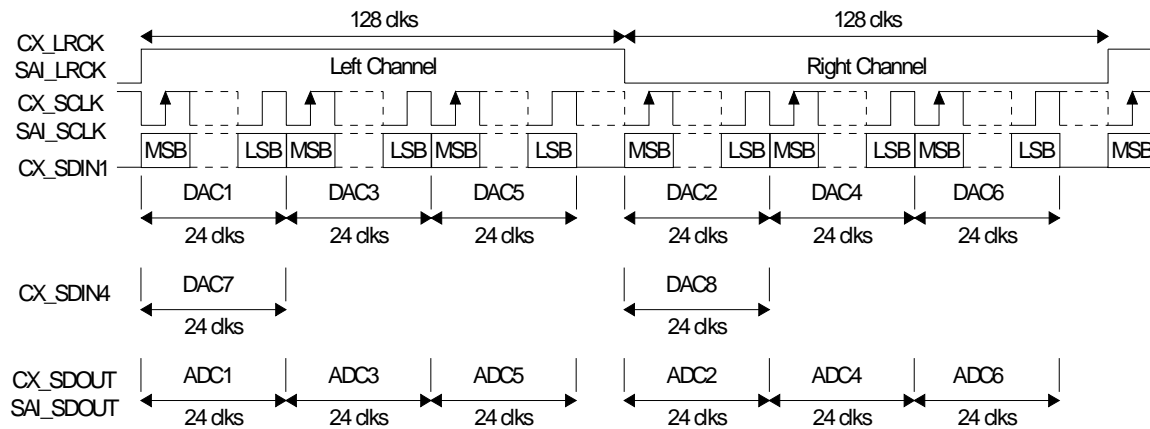 128 clks 128 clks
CX_LRCK
SAI_LRCK
Left Channel Right Channel
CX_SCLK
SAI_SCLK
MSB LSB MSB LSB MSB LSB MSB LSB MSB LSB MSB LSB MSB
CX_SDIN1
DAC1 DAC3 DAC5 DAC2 DAC4 DAC6
24 clks 24 clks 24 clks 24 clks 24 clks 24 clks
CX_SDIN4
DAC7 DAC8
24 clks 24 clks
CX_SDOUT
SAI_SDOUT
ADC1 ADC3 ADC5 ADC2 ADC4 ADC6
24 clks 24 clks 24 clks 24 clks 24 clks 24 clks